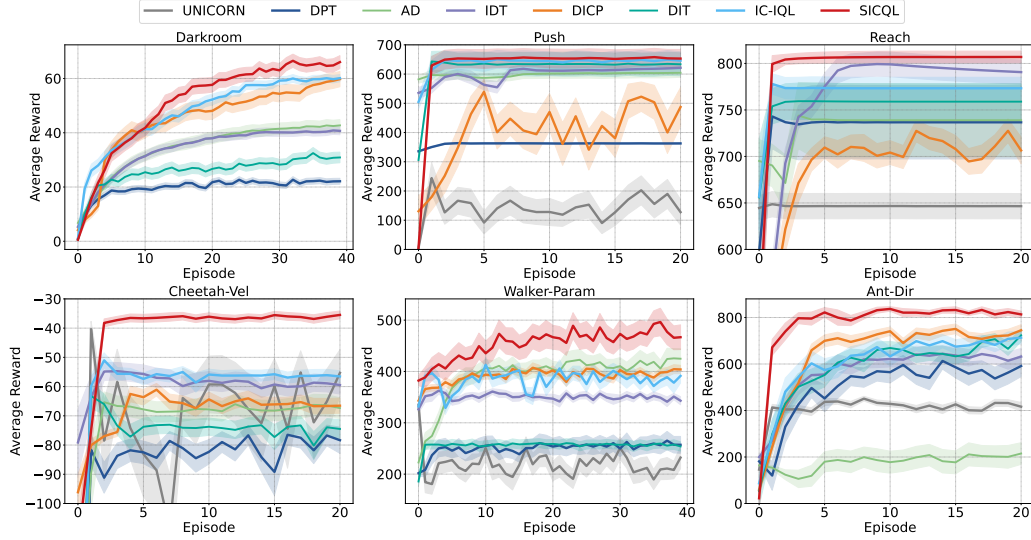 UNICORN DPT AD IDT DICP DIT IC-IQL SICQL
Darkroom
Average Reward
60
40
20
0
0 10 20 30 40
Episode
Push
Average Reward
700
600
500
400
300
200
100
0
0 5 10 15 20
Episode
Reach
Average Reward
800
750
700
650
600
0 5 10 15 20
Episode
Cheetah-Vel
Average Reward
−30
−40
−50
−60
−70
−80
−90
−100
0 5 10 15 20
Episode
Walker-Param
Average Reward
500
400
300
200
0 10 20 30 40
Episode
Ant-Dir
Average Reward
800
600
400
200
0
0 5 10 15 20
Episode